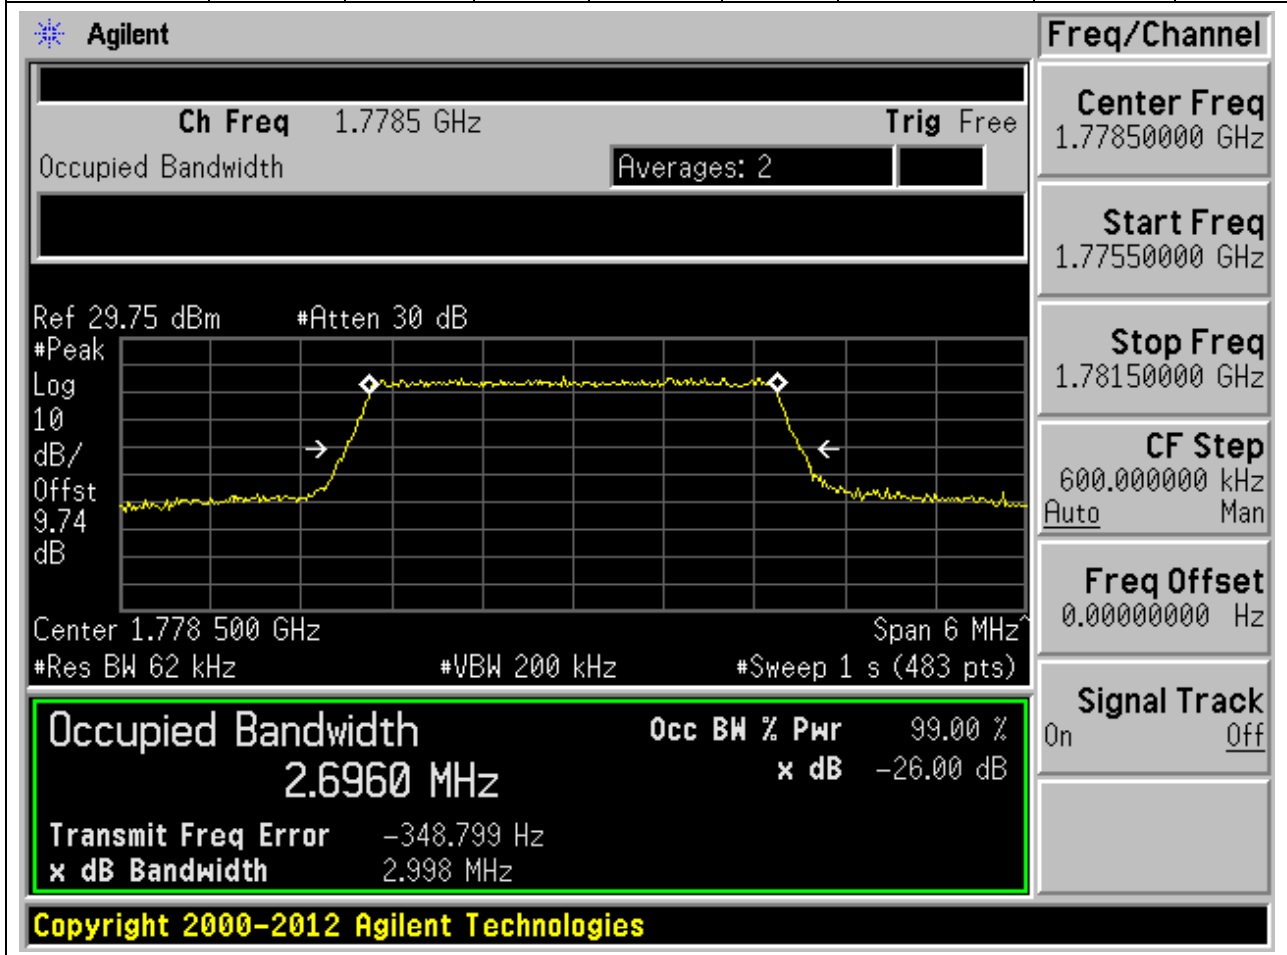 Agilent
Freq/Channel
Ch Freq 1.7785 GHz Trig Free
Occupied Bandwidth Averages: 2
Center Freq
1.77850000 GHz
Start Freq
1.77550000 GHz
Stop Freq
1.78150000 GHz
CF Step
600.000000 kHz
Auto Man
Freq Offset
0.00000000 Hz
Signal Track
On Off
Ref 29.75 dBm #Atten 30 dB
#Peak
Log
10
dB/
Offst
9.74
dB
Center 1.778 500 GHz Span 6 MHz^
#Res BW 62 kHz #VBW 200 kHz #Sweep 1 s (483 pts)
Occupied Bandwidth Occ BW % Pwr 99.00 %
2.6960 MHz x dB -26.00 dB
Transmit Freq Error -348.799 Hz
x dB Bandwidth 2.998 MHz
Copyright 2000-2012 Agilent Technologies